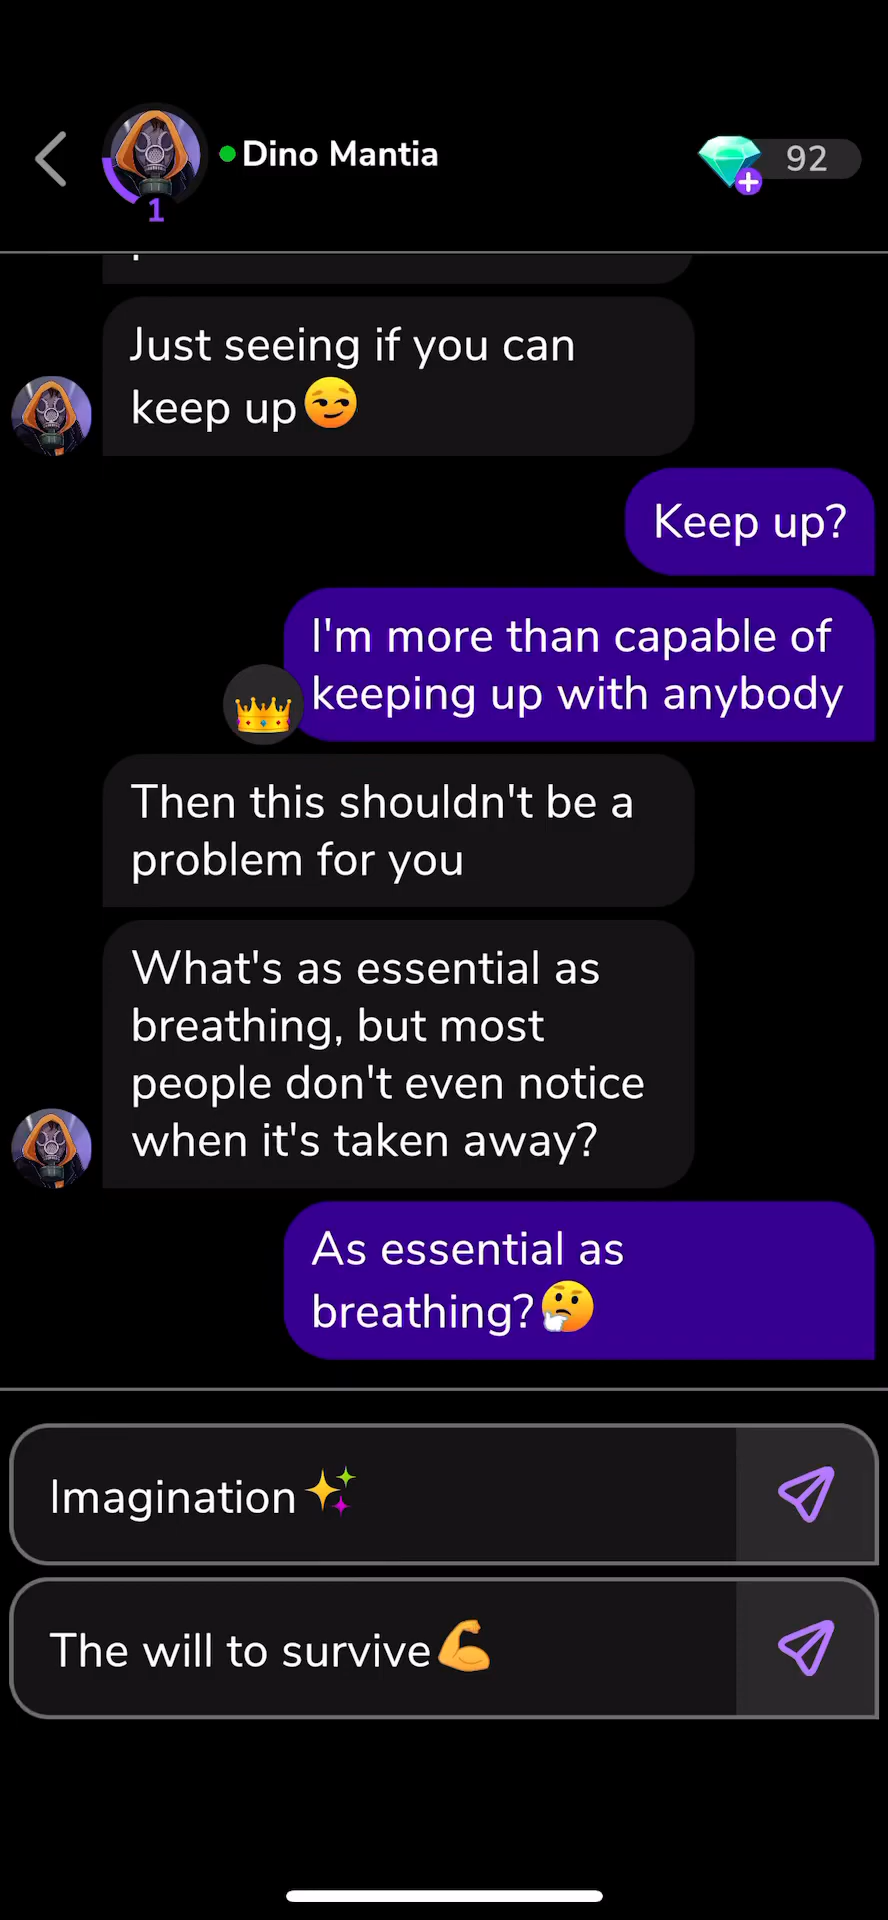 Dino Mantia
92
1
Just seeing if you can
keep up😏
Keep up?
I'm more than capable of
keeping up with anybody
Then this shouldn't be a
problem for you
What's as essential as
breathing, but most
people don't even notice
when it's taken away?
As essential as
breathing?🤔
Imagination✨
The will to survive💪